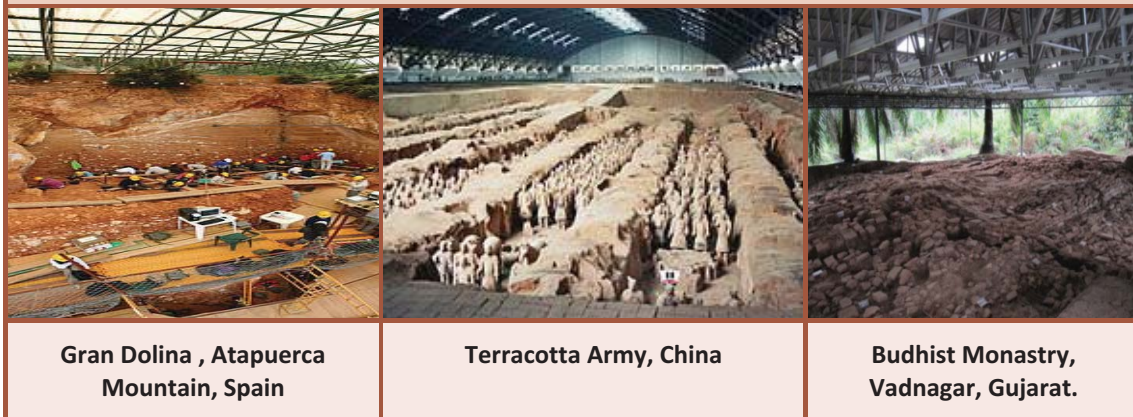 Gran Dolina , Atapuerca
Mountain, Spain
Terracotta Army, China
Budhist Monastry,
Vadnagar, Gujarat.